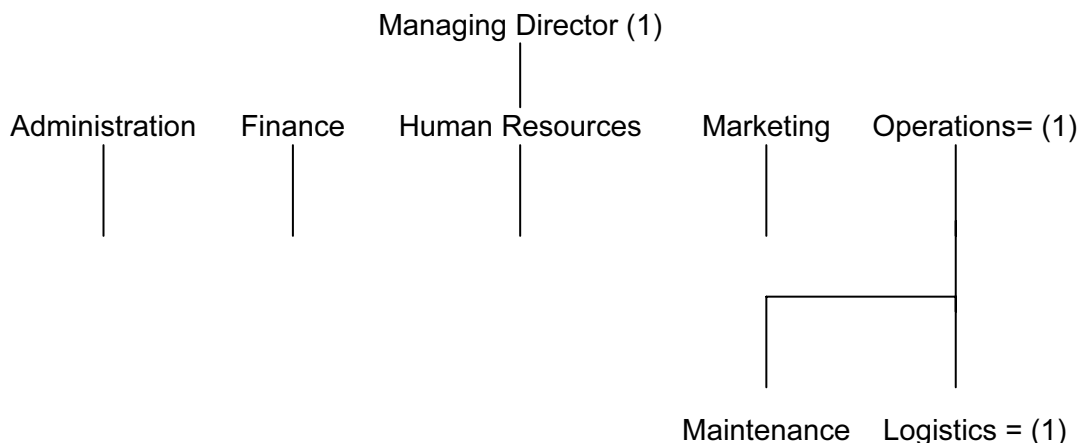 Managing Director (1)
Administration Finance Human Resources Marketing Operations= (1)
Maintenance Logistics = (1)